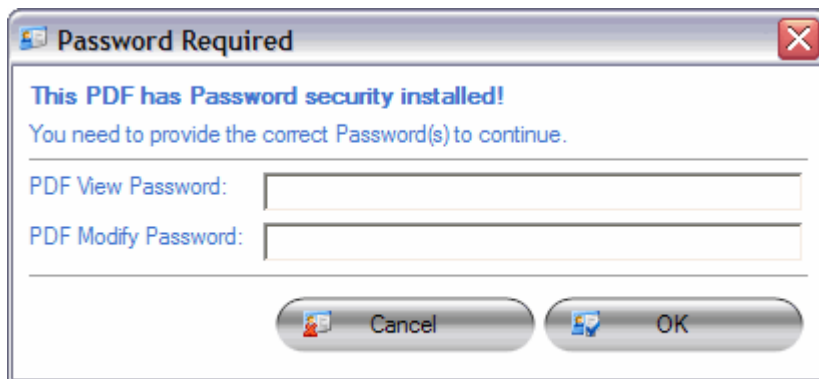 Password Required
This PDF has Password security installed!
You need to provide the correct Password(s) to continue.
PDF View Password:
PDF Modify Password:
Cancel
OK